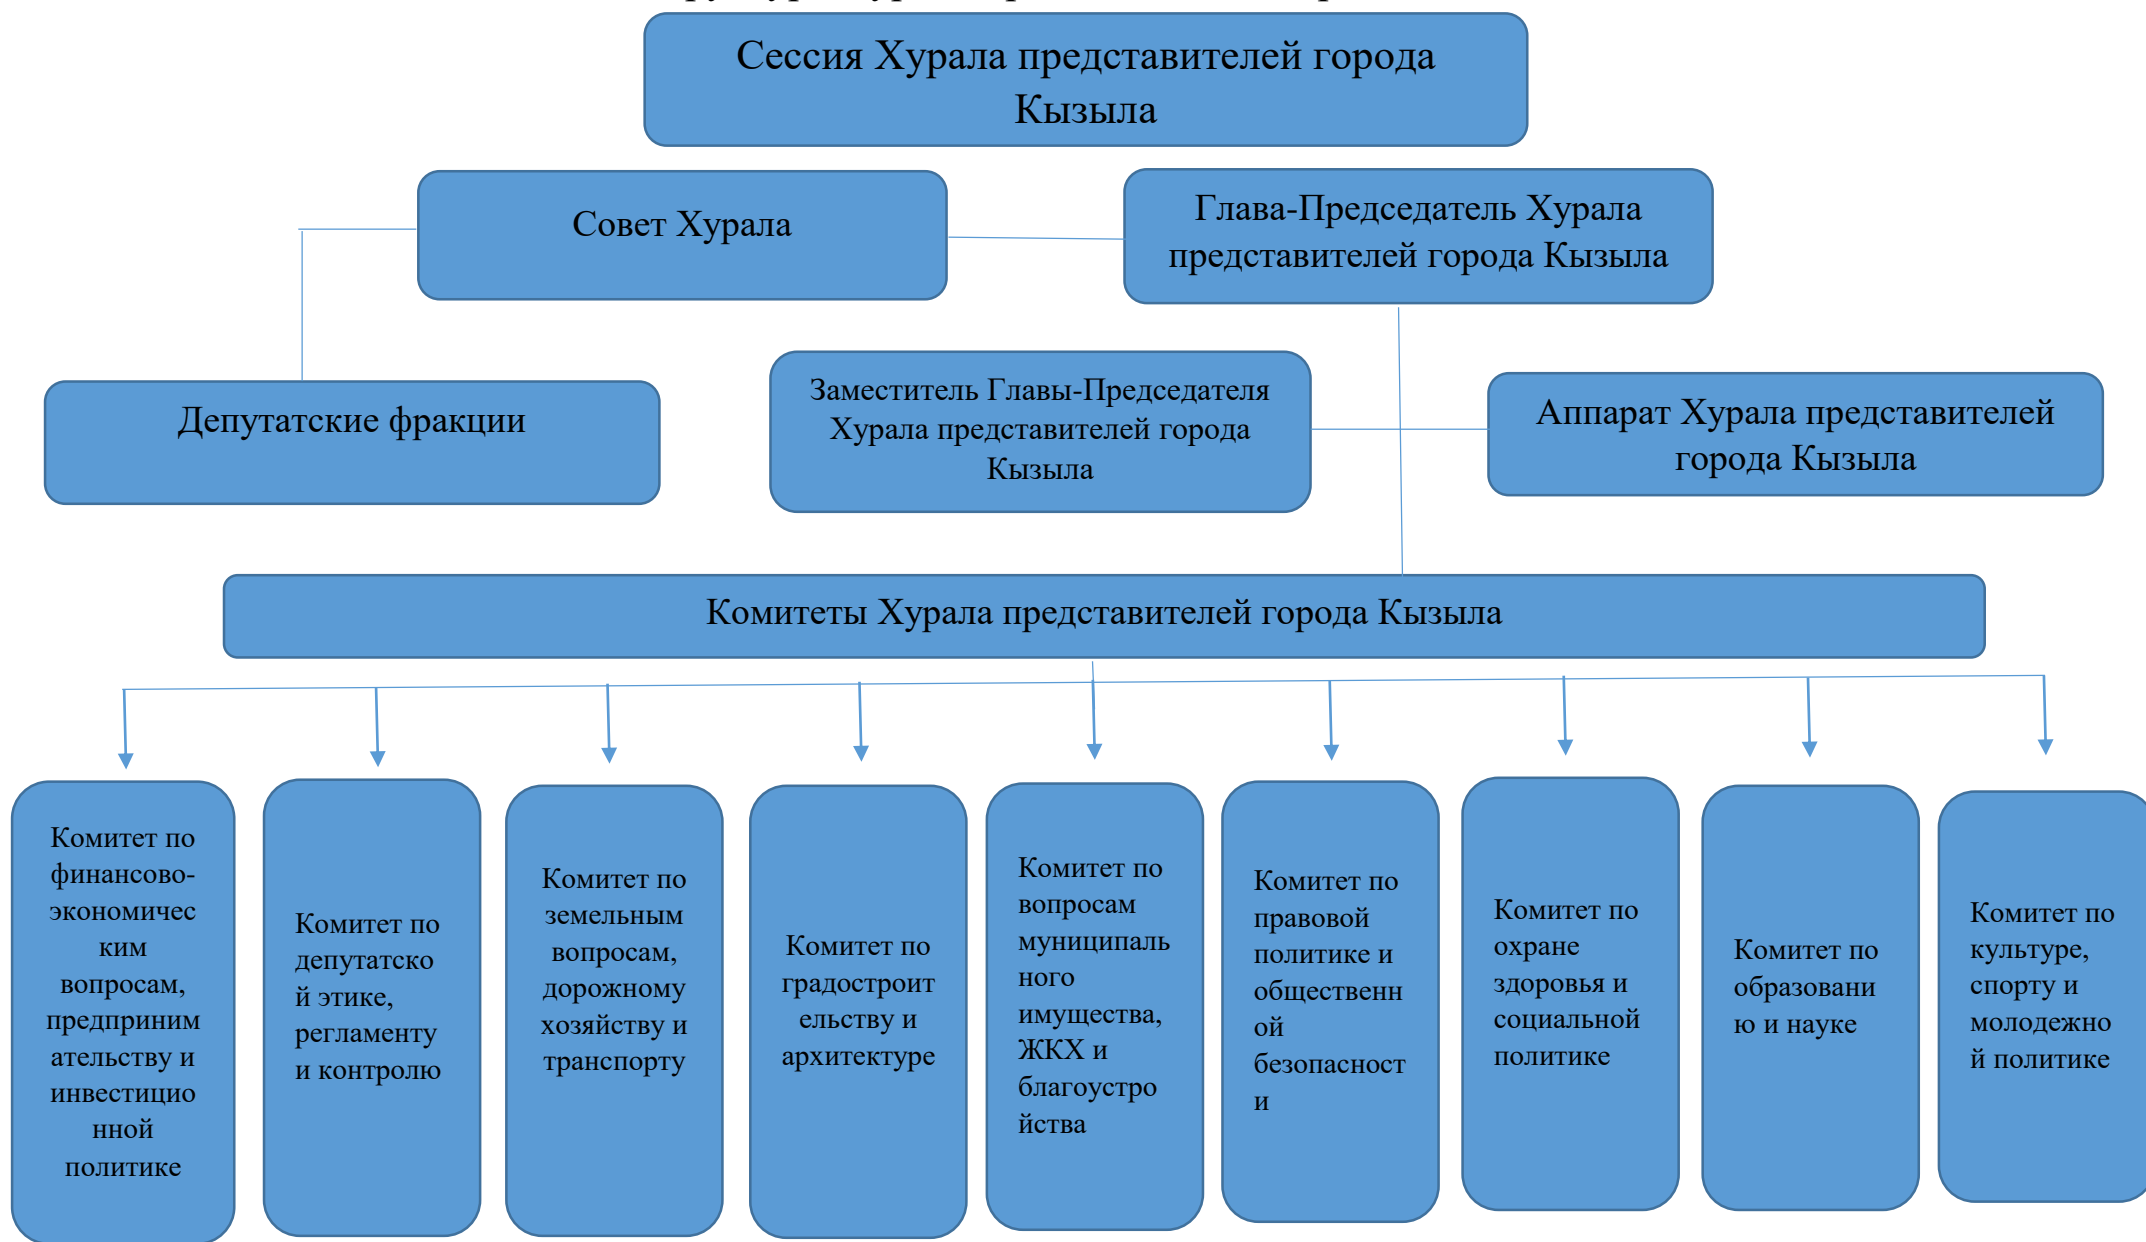 Сессия Хурала представителей города
Кызыла
Совет Хурала
Глава-Председатель Хурала
представителей города Кызыла
Депутатские фракции
Заместитель Главы-Председателя
Хурала представителей города
Кызыла
Аппарат Хурала представителей
города Кызыла
Комитеты Хурала представителей города Кызыла
Комитет по
финансово-
экономичес
ким
вопросам,
предприним
ательству и
инвестицио
нной
политике
Комитет по
депутатско
й этике,
регламенту
и контролю
Комитет по
земельным
вопросам,
дорожному
хозяйству и
транспорту
Комитет по
градостроит
ельству и
архитектуре
Комитет по
вопросам
муниципаль
ного
имущества,
ЖКХ и
благоустро
йства
Комитет по
правовой
политике и
общественн
ой
безопасност
и
Комитет по
охране
здоровья и
социальной
политике
Комитет по
образовани
ю и науке
Комитет по
культуре,
спорту и
молодежно
й политике